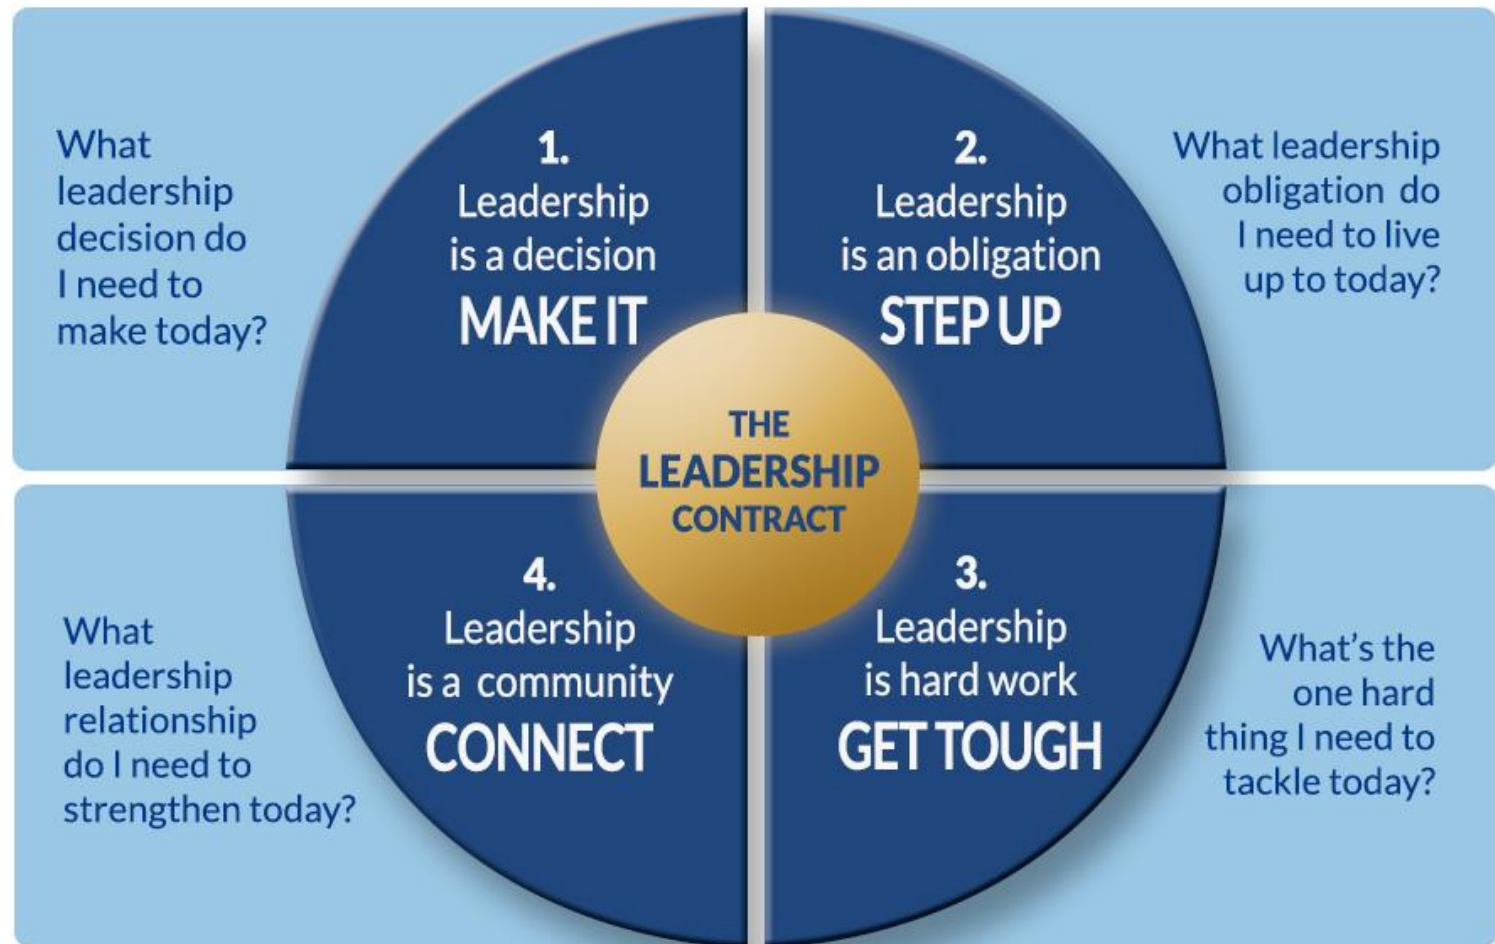 What
leadership
decision do
I need to
make today?
1.
Leadership
is a decision
MAKE IT
2.
Leadership
is an obligation
STEP UP
What leadership
obligation do
I need to live
up to today?
THE
LEADERSHIP
CONTRACT
What
leadership
relationship
do I need to
strengthen today?
4.
Leadership
is a community
CONNECT
3.
Leadership
is hard work
GET TOUGH
What's the
one hard
thing I need to
tackle today?